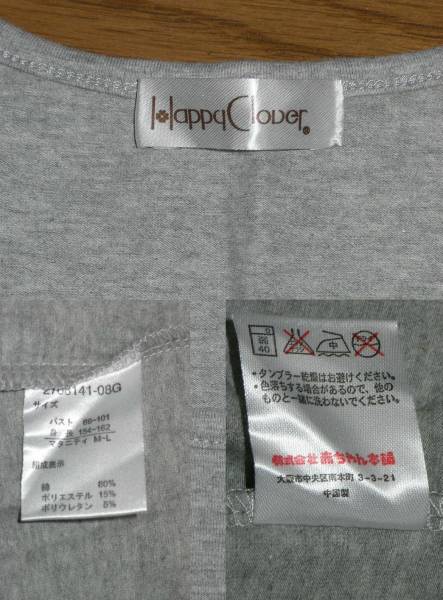 HappyClover®
2768141-08G
サイズ
バスト 80-101
身 長 154-162
マタニティ M-L
組成表示
綿 80%
ポリエステル 15%
ポリウレタン 5%
弱
40
中
・タンブラー乾燥はお避けください。
・色落ちする場合があるので、他の
ものと一緒に洗わないでください。
株式会社赤ちゃん本舗
大阪市中央区南本町 3-3-21
中国製